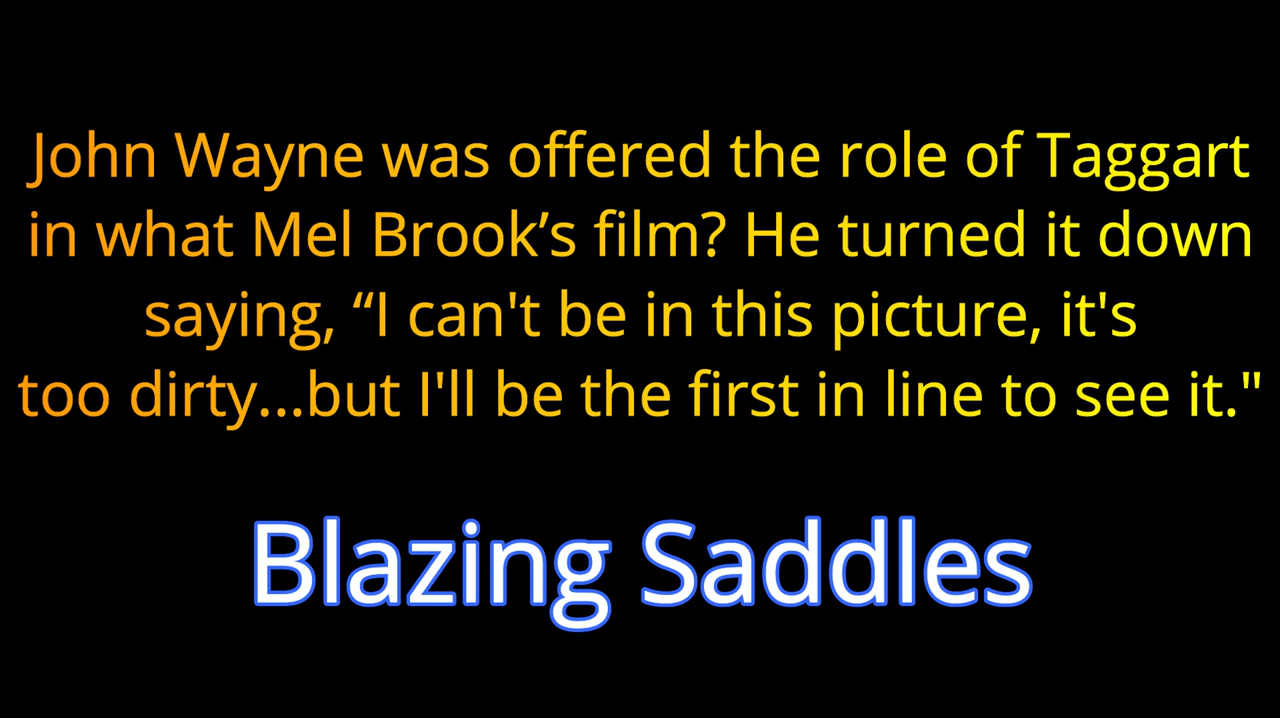 John Wayne was offered the role of Taggart
in what Mel Brook’s film? He turned it down
saying, “I can't be in this picture, it's
too dirty...but I'll be the first in line to see it."
Blazing Saddles